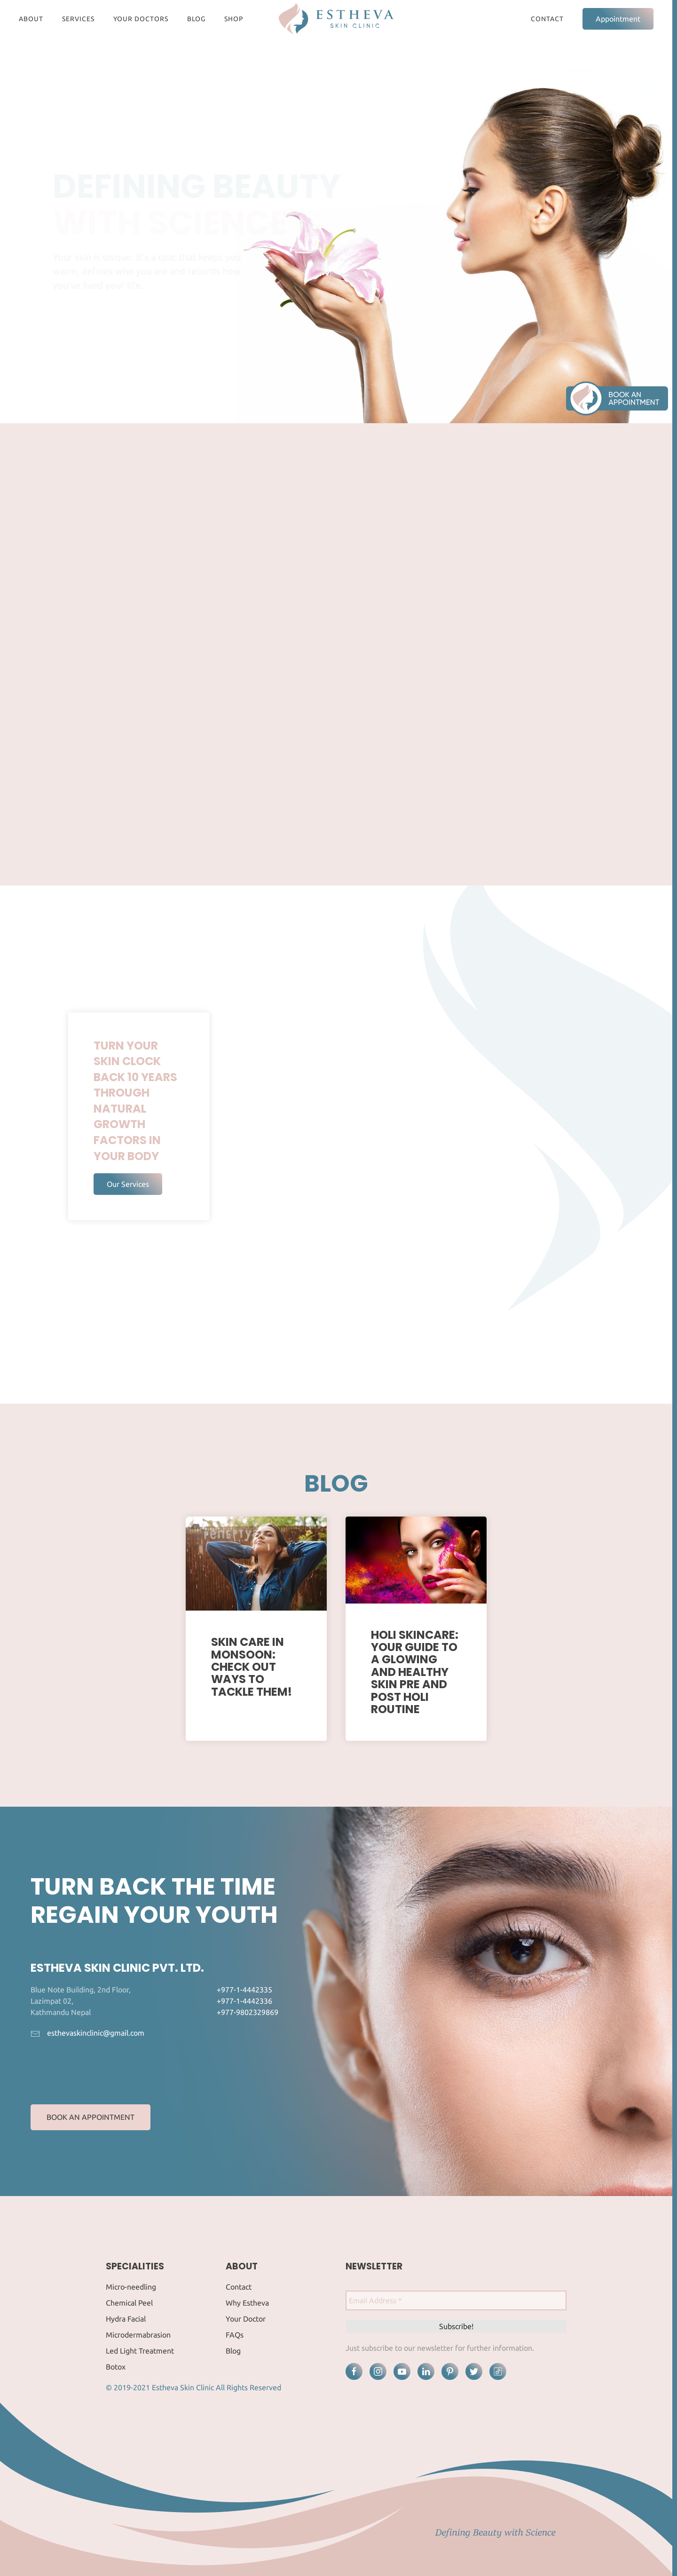 ABOUT
SERVICES
YOUR DOCTORS
BLOG
SHOP
ESTHEVA
SKIN CLINIC
CONTACT
Appointment
DEFINING BEAUTY
WITH SCIENCE
Your skin is unique. It's a coat that keeps you
warm, defines who you are and records how
you've lived your life.
BOOK AN
APPOINTMENT
TURN YOUR
SKIN CLOCK
BACK 10 YEARS
THROUGH
NATURAL
GROWTH
FACTORS IN
YOUR BODY
Our Services
BLOG
SKIN CARE IN
MONSOON:
CHECK OUT
WAYS TO
TACKLE THEM!
HOLI SKINCARE:
YOUR GUIDE TO
A GLOWING
AND HEALTHY
SKIN PRE AND
POST HOLI
ROUTINE
TURN BACK THE TIME
REGAIN YOUR YOUTH
ESTHEVA SKIN CLINIC PVT. LTD.
Blue Note Building, 2nd Floor,
Lazimpat 02,
Kathmandu Nepal
+977-1-4442335
+977-1-4442336
+977-9802329869
esthevaskinclinic@gmail.com
BOOK AN APPOINTMENT
SPECIALITIES
Micro-needling
Chemical Peel
Hydra Facial
Microdermabrasion
Led Light Treatment
Botox
ABOUT
Contact
Why Estheva
Your Doctor
FAQs
Blog
NEWSLETTER
Email Address *
Subscribe!
Just subscribe to our newsletter for further information.
© 2019-2021 Estheva Skin Clinic All Rights Reserved
Defining Beauty with Science